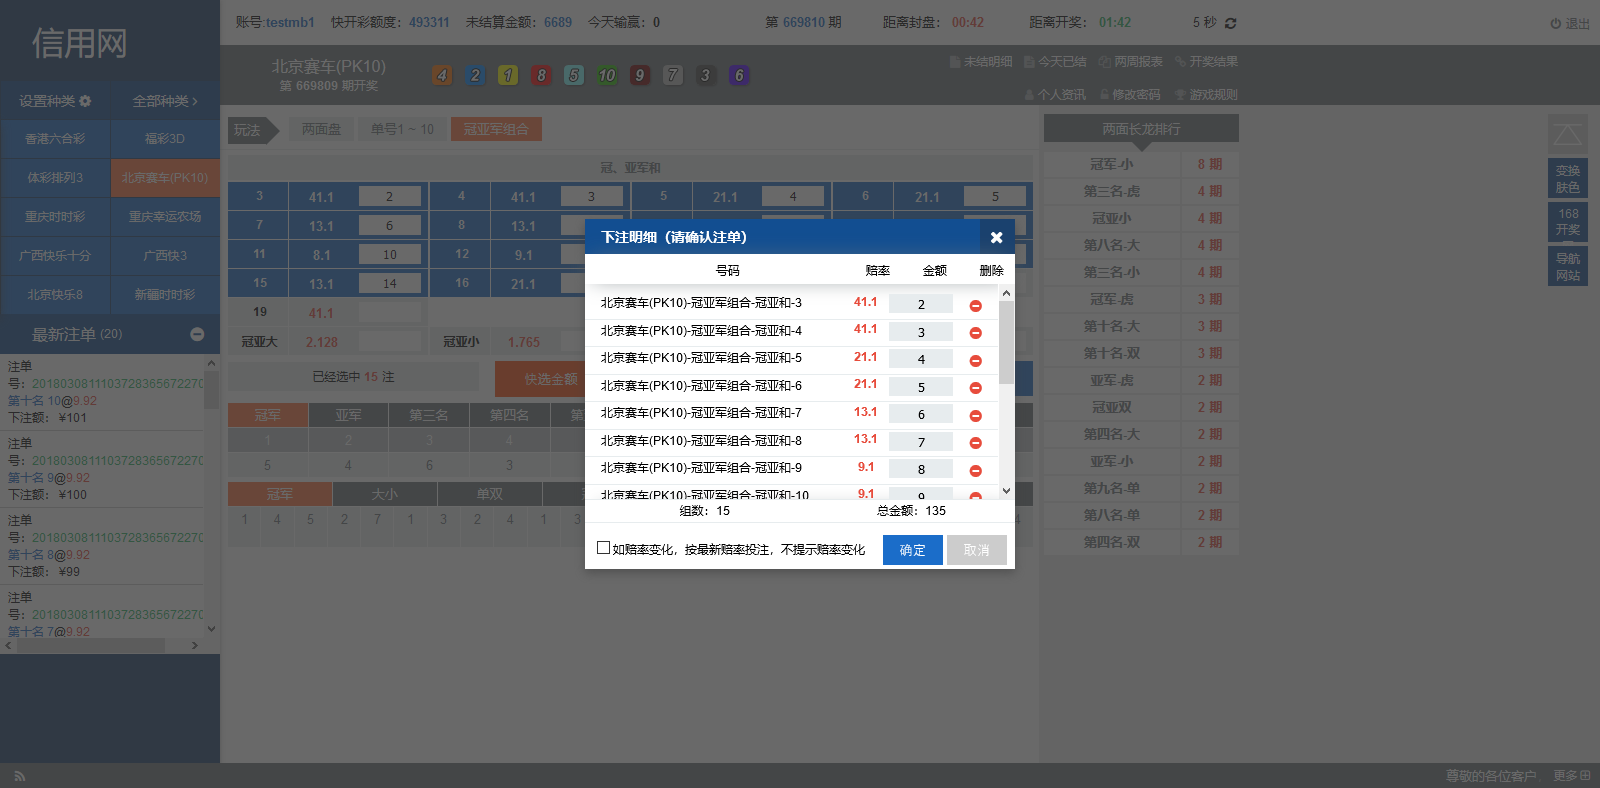 信用网
账号:testmb1 快开彩额度：493311 未结算金额：6689 今天输赢：0 第 669810 期 距离封盘：00:42 距离开奖：01:42 5 秒 退出
北京赛车(PK10)
第 669809 期开奖
4 2 1 8 5 10 9 7 3 6
未结明细 今天已结 两周报表 开奖结果
个人资讯 修改密码 游戏规则
设置种类 全部种类
香港六合彩 福彩3D
体彩排列3 北京赛车(PK10)
重庆时时彩 重庆幸运农场
广西快乐十分 广西快3
北京快乐8 新疆时时彩
最新注单 (20)
注单
号：2018030811103728365672270
第十名 10@9.92
下注额： ¥101
注单
号：2018030811103728365672270
第十名 9@9.92
下注额： ¥100
注单
号：2018030811103728365672270
第十名 8@9.92
下注额： ¥99
注单
号：2018030811103728365672270
第十名 7@9.92
玩法 两面盘 单号1 ~ 10 冠亚军组合
冠、亚军和
3 41.1 2 4 41.1 3 5 21.1 4 6 21.1 5
7 13.1 6 8 13.1
11 8.1 10 12 9.1
15 13.1 14 16 21.1
19 41.1
冠亚大 2.128 冠亚小 1.765
已经选中 15 注 快选金额
冠军 亚军 第三名 第四名 第
1 2 3 4
5 4 6 3
冠军 大小 单双
1 4 5 2 7 1 3 2 4 1 3 4
下注明细（请确认注单）
号码 赔率 金额 删除
北京赛车(PK10)-冠亚军组合-冠亚和-3 41.1 2
北京赛车(PK10)-冠亚军组合-冠亚和-4 41.1 3
北京赛车(PK10)-冠亚军组合-冠亚和-5 21.1 4
北京赛车(PK10)-冠亚军组合-冠亚和-6 21.1 5
北京赛车(PK10)-冠亚军组合-冠亚和-7 13.1 6
北京赛车(PK10)-冠亚军组合-冠亚和-8 13.1 7
北京赛车(PK10)-冠亚军组合-冠亚和-9 9.1 8
北京赛车(PK10)-冠亚军组合-冠亚和-10 9.1 9
组数：15 总金额：135
如赔率变化，按最新赔率投注，不提示赔率变化 确定 取消
两面长龙排行
冠军-小 8 期
第三名-虎 4 期
冠亚小 4 期
第八名-大 4 期
第三名-小 4 期
冠军-虎 3 期
第十名-大 3 期
第十名-双 3 期
亚军-虎 2 期
冠亚双 2 期
第四名-大 2 期
亚军-小 2 期
第九名-单 2 期
第八名-单 2 期
第四名-双 2 期
变换
肤色
168
开奖
导航
网站
尊敬的各位客户， 更多